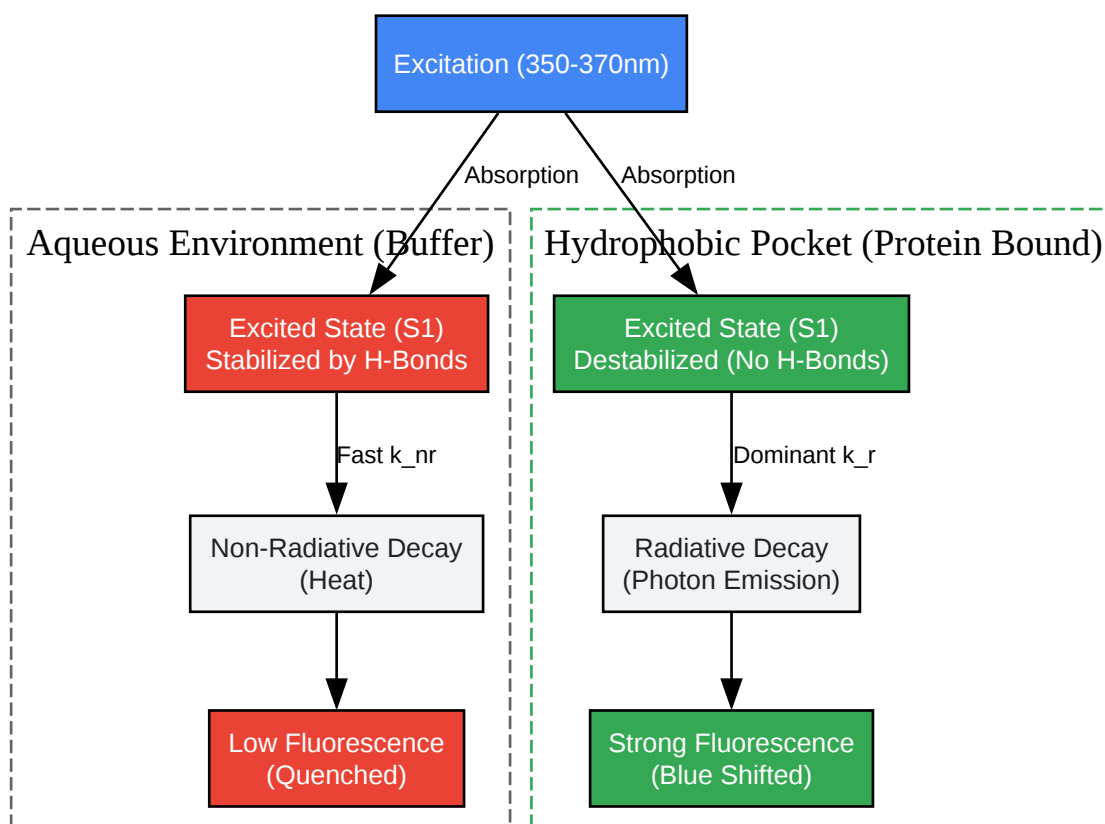 Excitation (350-370nm)
Absorption
Absorption
Aqueous Environment (Buffer)
Hydrophobic Pocket (Protein Bound)
Excited State (S1)
Stabilized by H-Bonds
Excited State (S1)
Destabilized (No H-Bonds)
Fast k_nr
Dominant k_r
Non-Radiative Decay
(Heat)
Radiative Decay
(Photon Emission)
Low Fluorescence
(Quenched)
Strong Fluorescence
(Blue Shifted)